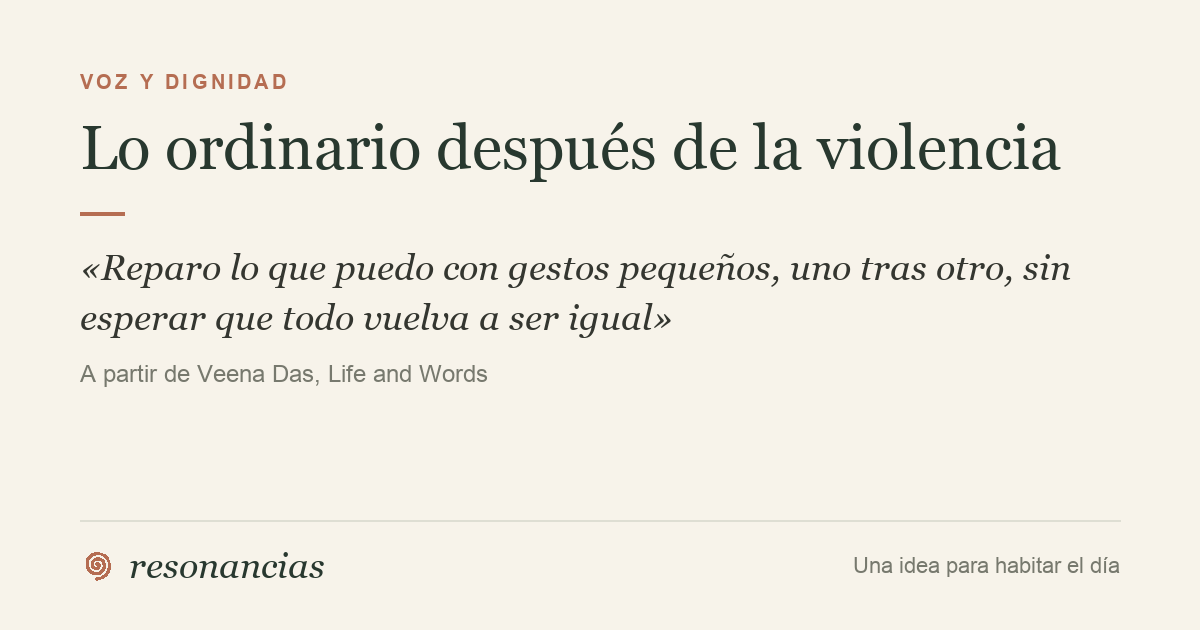 VOZ Y DIGNIDAD
Lo ordinario después de la violencia
«Reparo lo que puedo con gestos pequeños, uno tras otro, sin
esperar que todo vuelva a ser igual»
A partir de Veena Das, Life and Words
resonancias
Una idea para habitar el día